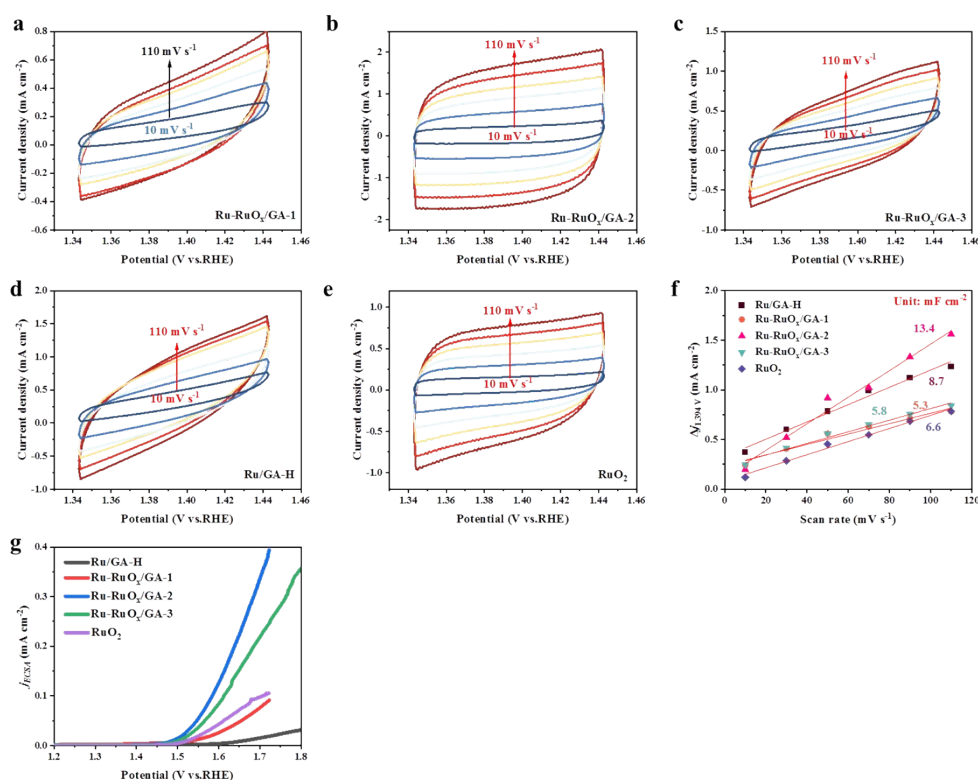 a
0.8
0.6
0.4
0.2
0.0
-0.2
-0.4
-0.6
Current density (mA cm⁻²)
110 mV s⁻¹
10 mV s⁻¹
Ru-RuOₓ/GA-1
1.34 1.36 1.38 1.40 1.42 1.44 1.46
Potential (V vs.RHE)
b
2
1
0
-1
-2
Current density (mA cm⁻²)
110 mV s⁻¹
10 mV s⁻¹
Ru-RuOₓ/GA-2
1.34 1.36 1.38 1.40 1.42 1.44 1.46
Potential (V vs.RHE)
c
1.5
1.0
0.5
0.0
-0.5
-1.0
Current density (mA cm⁻²)
110 mV s⁻¹
10 mV s⁻¹
Ru-RuOₓ/GA-3
1.34 1.36 1.38 1.40 1.42 1.44 1.46
Potential (V vs.RHE)
d
2.0
1.5
1.0
0.5
0.0
-0.5
-1.0
Current density (mA cm⁻²)
110 mV s⁻¹
10 mV s⁻¹
Ru/GA-H
1.34 1.36 1.38 1.40 1.42 1.44 1.46
Potential (V vs.RHE)
e
1.0
0.5
0.0
-0.5
-1.0
Current density (mA cm⁻²)
110 mV s⁻¹
10 mV s⁻¹
RuO₂
1.34 1.36 1.38 1.40 1.42 1.44 1.46
Potential (V vs.RHE)
f
2.0
1.5
1.0
0.5
0.0
Δj₁.₂₉₄ ᵥ (mA cm⁻²)
Ru/GA-H
Ru-RuOₓ/GA-1
Ru-RuOₓ/GA-2
Ru-RuOₓ/GA-3
RuO₂
Unit: mF cm⁻²
13.4
8.7
5.8
5.3
6.6
0 20 40 60 80 100 120
Scan rate (mV s⁻¹)
g
0.4
0.3
0.2
0.1
0.0
j_ECSA (mA cm⁻²)
Ru/GA-H
Ru-RuOₓ/GA-1
Ru-RuOₓ/GA-2
Ru-RuOₓ/GA-3
RuO₂
1.2 1.3 1.4 1.5 1.6 1.7 1.8
Potential (V vs.RHE)